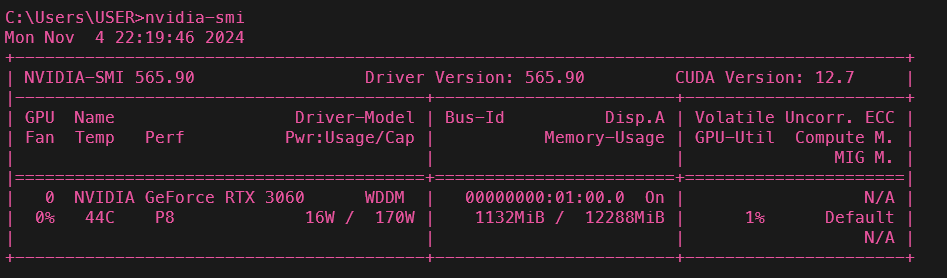 C:\Users\USER>nvidia-smi
Mon Nov  4 22:19:46 2024
+-----------------------------------------------------------------------------------------+
| NVIDIA-SMI 565.90                 Driver Version: 565.90         CUDA Version: 12.7     |
|-----------------------------------------+------------------------+----------------------+
| GPU  Name                  Driver-Model | Bus-Id          Disp.A | Volatile Uncorr. ECC |
| Fan  Temp   Perf          Pwr:Usage/Cap |           Memory-Usage | GPU-Util  Compute M. |
|                                         |                        |               MIG M. |
|=========================================+========================+======================|
|   0  NVIDIA GeForce RTX 3060      WDDM  |   00000000:01:00.0  On |                  N/A |
|  0%   44C    P8              16W /  170W |    1132MiB /  12288MiB |      1%      Default |
|                                         |                        |                  N/A |
+-----------------------------------------+------------------------+----------------------+